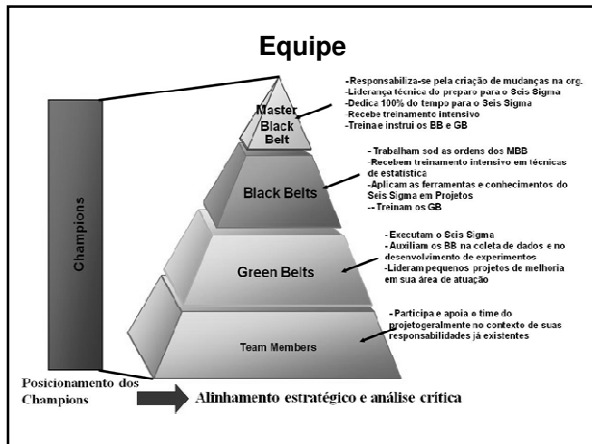 Equipe
-Responsabiliza-se pela criação de mudanças na org.
-Liderança técnica do preparo para o Seis Sigma
-Dedica 100% do tempo para o Seis Sigma
-Recebe treinamento intensivo
-Treina e instrui os BB e GB
Master
Black
Belt
- Trabalham sod as ordens dos MBB
-Recebem treinamento intensivo em técnicas
de estatística
-Aplicam as ferramentas e conhecimentos do
Seis Sigma em Projetos
-- Treinam os GB
Black Belts
Champions
- Executam o Seis Sigma
- Auxiliam os BB na coleta de dados e no
desenvolvimento de experimentos
-Lideram pequenos projetos de melhoria
em sua área de atuação
Green Belts
- Participa e apoia o time do
projetogeralmente no contexto de suas
responsabilidades já existentes
Team Members
Posicionamento dos
Champions
Alinhamento estratégico e análise crítica